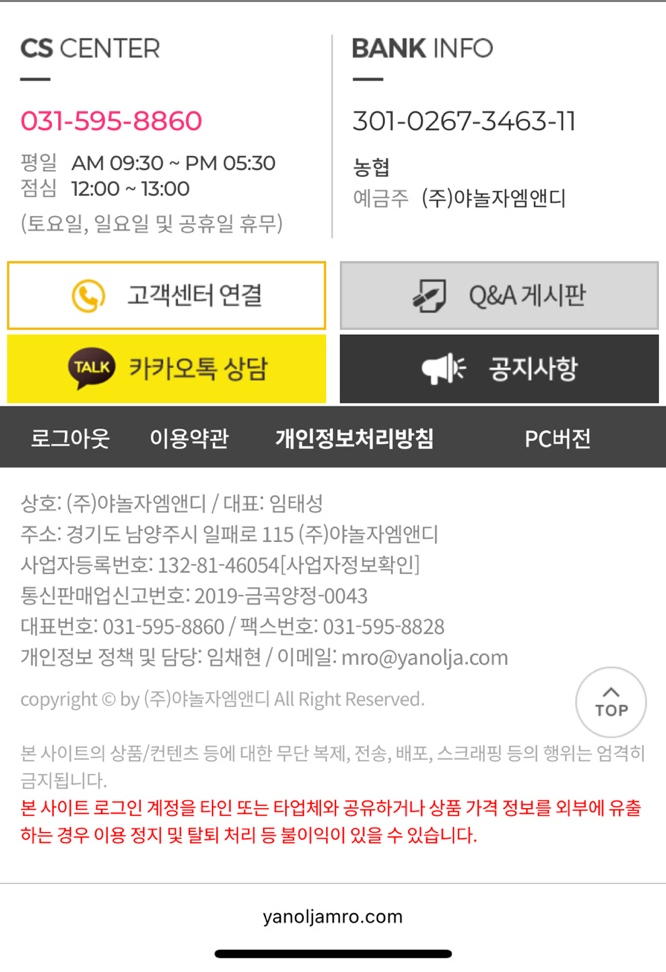 CS CENTER
031-595-8860
평일 AM 09:30 ~ PM 05:30
점심 12:00 ~ 13:00
(토요일, 일요일 및 공휴일 휴무)
BANK INFO
301-0267-3463-11
농협
예금주 (주)야놀자엠앤디
고객센터 연결
Q&A 게시판
TALK 카카오톡 상담
공지사항
로그아웃 이용약관 개인정보처리방침 PC버전
상호: (주)야놀자엠앤디 / 대표: 임태성
주소: 경기도 남양주시 일패로 115 (주)야놀자엠앤디
사업자등록번호: 132-81-46054[사업자정보확인]
통신판매업신고번호: 2019-금곡양정-0043
대표번호: 031-595-8860 / 팩스번호: 031-595-8828
개인정보 정책 및 담당: 임채현 / 이메일: mro@yanolja.com
copyright © by (주)야놀자엠앤디 All Right Reserved.
TOP
본 사이트의 상품/컨텐츠 등에 대한 무단 복제, 전송, 배포, 스크래핑 등의 행위는 엄격히
금지됩니다.
본 사이트 로그인 계정을 타인 또는 타업체와 공유하거나 상품 가격 정보를 외부에 유출
하는 경우 이용 정지 및 탈퇴 처리 등 불이익이 있을 수 있습니다.
yanoljamro.com